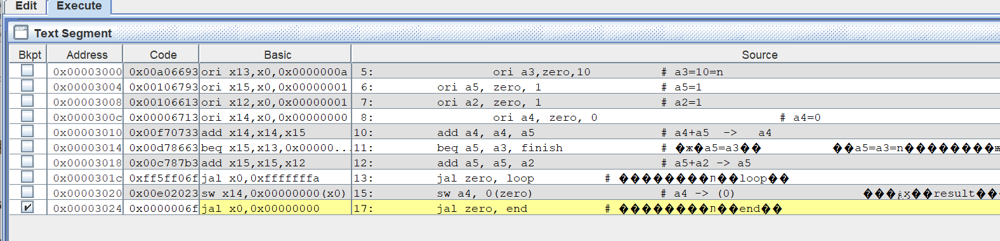 Edit Execute
Text Segment
Bkpt Address Code Basic Source
0x00003000 0x00a06693 ori x13,x0,0x0000000a 5: ori a3,zero,10 # a3=10=n
0x00003004 0x00106793 ori x15,x0,0x00000001 6: ori a5, zero, 1 # a5=1
0x00003008 0x00106613 ori x12,x0,0x00000001 7: ori a2, zero, 1 # a2=1
0x0000300c 0x00006713 ori x14,x0,0x00000000 8: ori a4, zero, 0 # a4=0
0x00003010 0x00f70733 add x14,x14,x15 10: add a4, a4, a5 # a4+a5 -> a4
0x00003014 0x00d78663 beq x15,x13,0x00000... 11: beq a5, a3, finish # �ж�a5=a3�� ��a5=a3=n��������
0x00003018 0x00c787b3 add x15,x15,x12 12: add a5, a5, a2 # a5+a2 -> a5
0x0000301c 0xff5ff06f jal x0,0xfffffffa 13: jal zero, loop # ��������ת��loop��
0x00003020 0x00e02023 sw x14,0x00000000(x0) 15: sw a4, 0(zero) # a4 -> (0) ��result��
0x00003024 0x0000006f jal x0,0x00000000 17: jal zero, end # ��������ת��end��